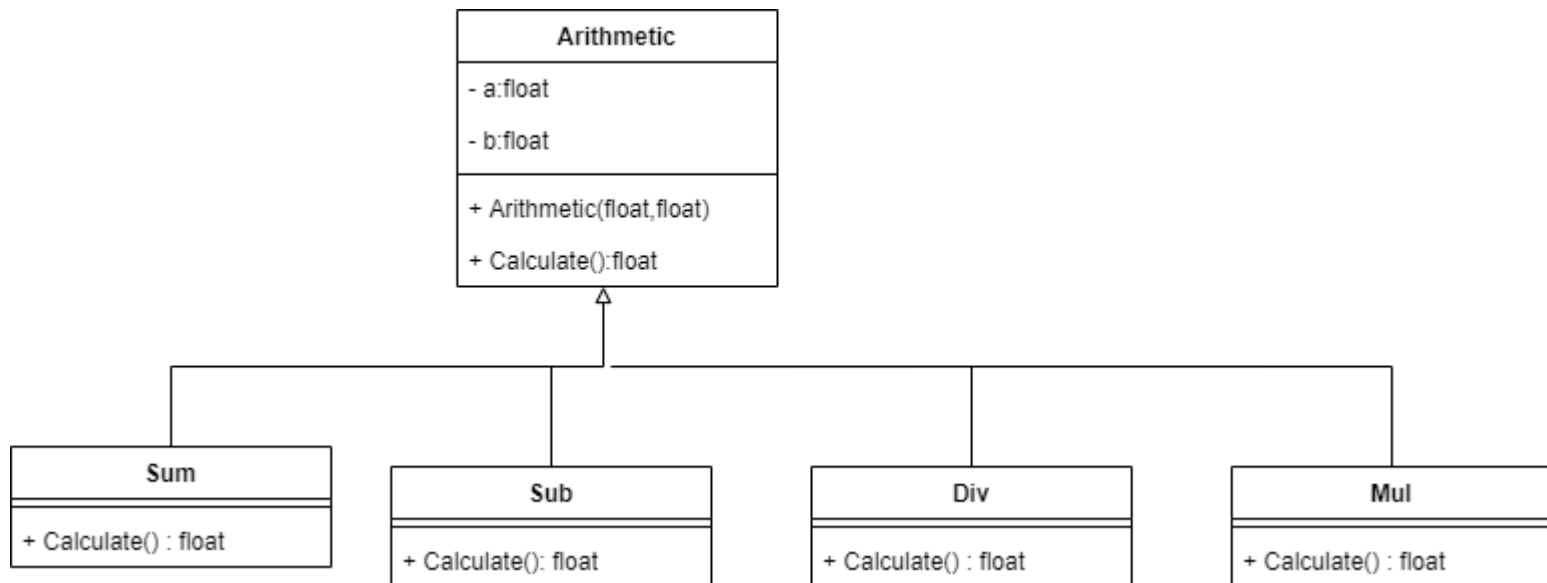 Arithmetic
- a:float
- b:float
+ Arithmetic(float,float)
+ Calculate():float
Sum
+ Calculate() : float
Sub
+ Calculate(): float
Div
+ Calculate() : float
Mul
+ Calculate() : float